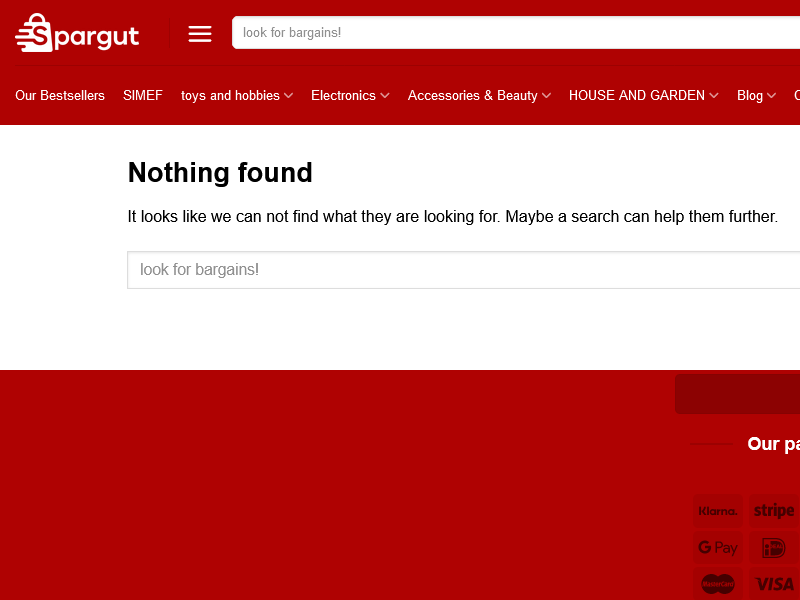 Spargut
look for bargains!
Our Bestsellers SIMEF toys and hobbies Electronics Accessories & Beauty HOUSE AND GARDEN Blog
Nothing found
It looks like we can not find what they are looking for. Maybe a search can help them further.
look for bargains!
Our pa
Klarna. stripe
G Pay iD
MasterCard VISA